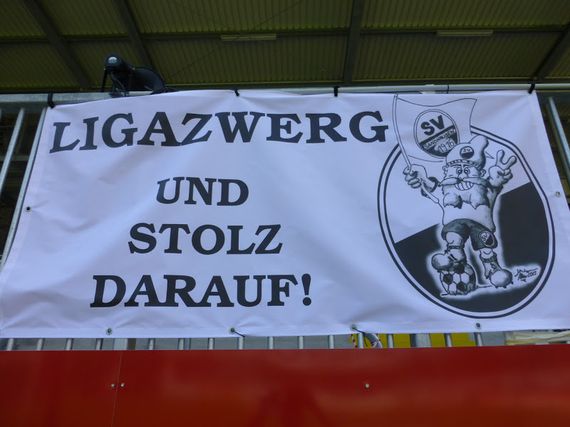 LIGAZWERG
UND
STOLZ
DARAUF!
SV